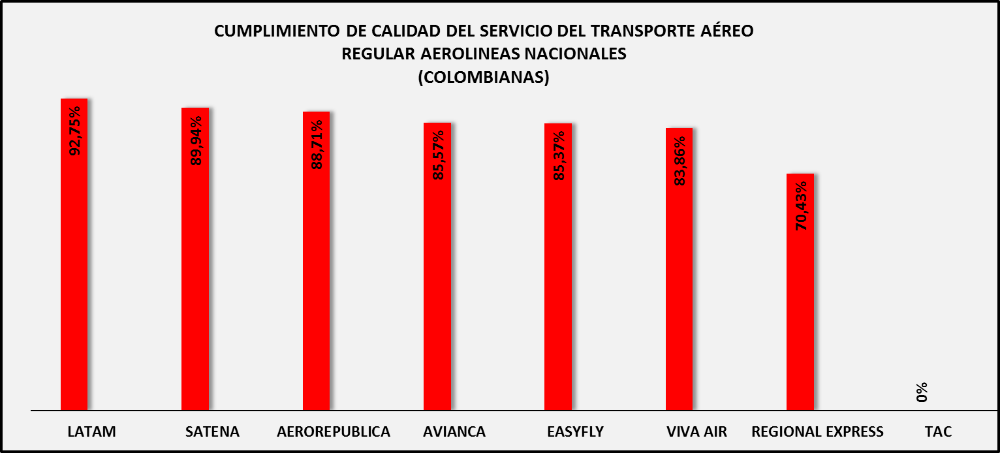 CUMPLIMIENTO DE CALIDAD DEL SERVICIO DEL TRANSPORTE AÉREO
REGULAR AEROLINEAS NACIONALES
(COLOMBIANAS)
92,75%
89,94%
88,71%
85,57%
85,37%
83,86%
70,43%
0%
LATAM
SATENA
AEROREPUBLICA
AVIANCA
EASYFLY
VIVA AIR
REGIONAL EXPRESS
TAC